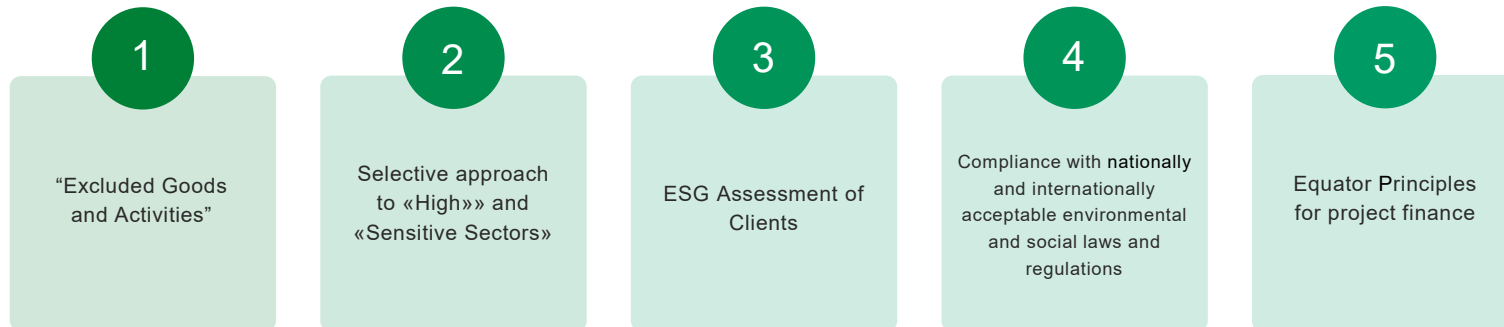 1
“Excluded Goods
and Activities”
2
Selective approach
to «High»» and
«Sensitive Sectors»
3
ESG Assessment of
Clients
4
Compliance with nationally
and internationally
acceptable environmental
and social laws and
regulations
5
Equator Principles
for project finance